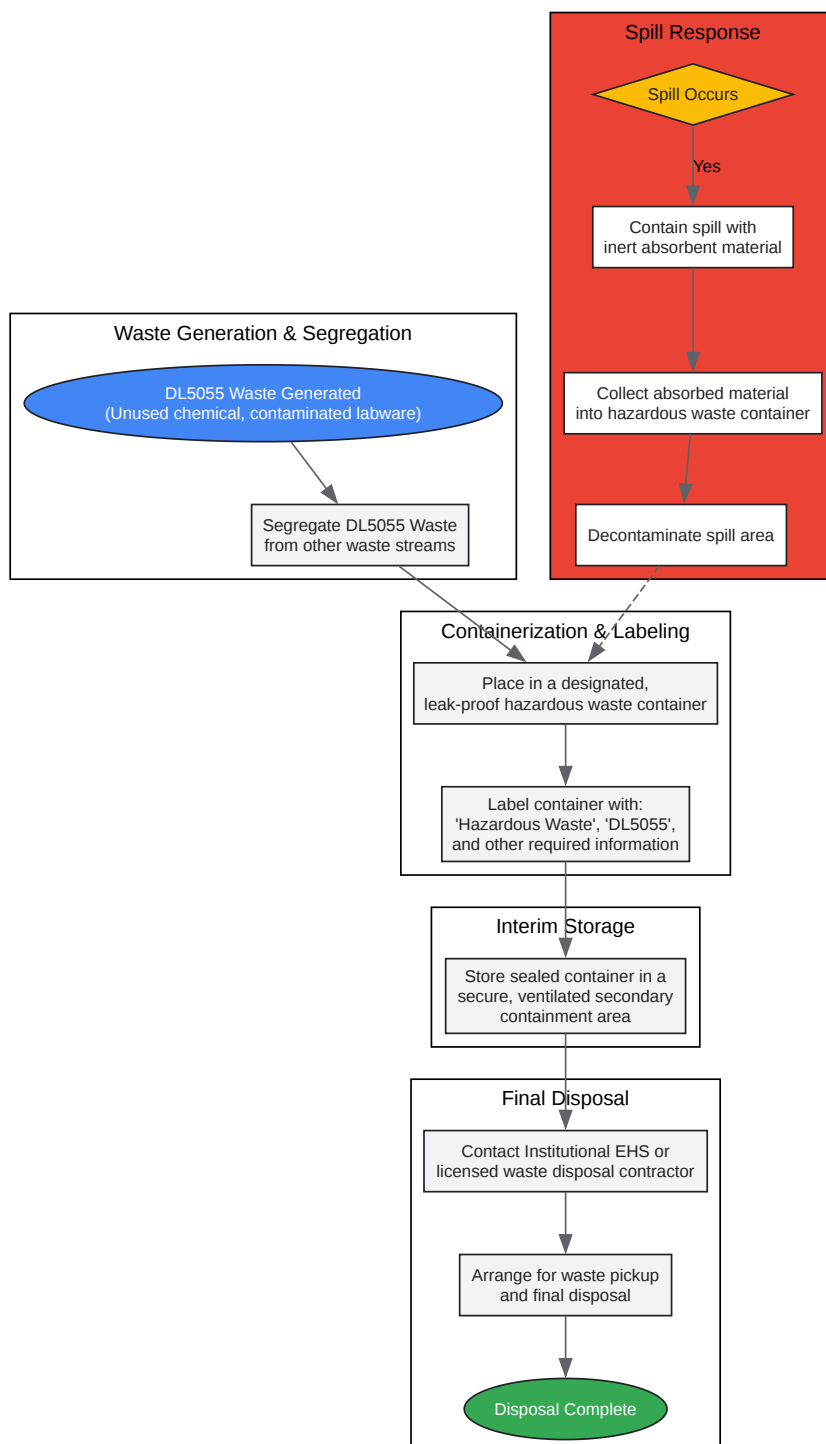 Spill Response
Spill Occurs
Yes
Contain spill with
inert absorbent material
Collect absorbed material
into hazardous waste container
Decontaminate spill area
Waste Generation & Segregation
DL5055 Waste Generated
(Unused chemical, contaminated labware)
Segregate DL5055 Waste
from other waste streams
Containerization & Labeling
Place in a designated,
leak-proof hazardous waste container
Label container with:
'Hazardous Waste', 'DL5055',
and other required information
Interim Storage
Store sealed container in a
secure, ventilated secondary
containment area
Final Disposal
Contact Institutional EHS or
licensed waste disposal contractor
Arrange for waste pickup
and final disposal
Disposal Complete